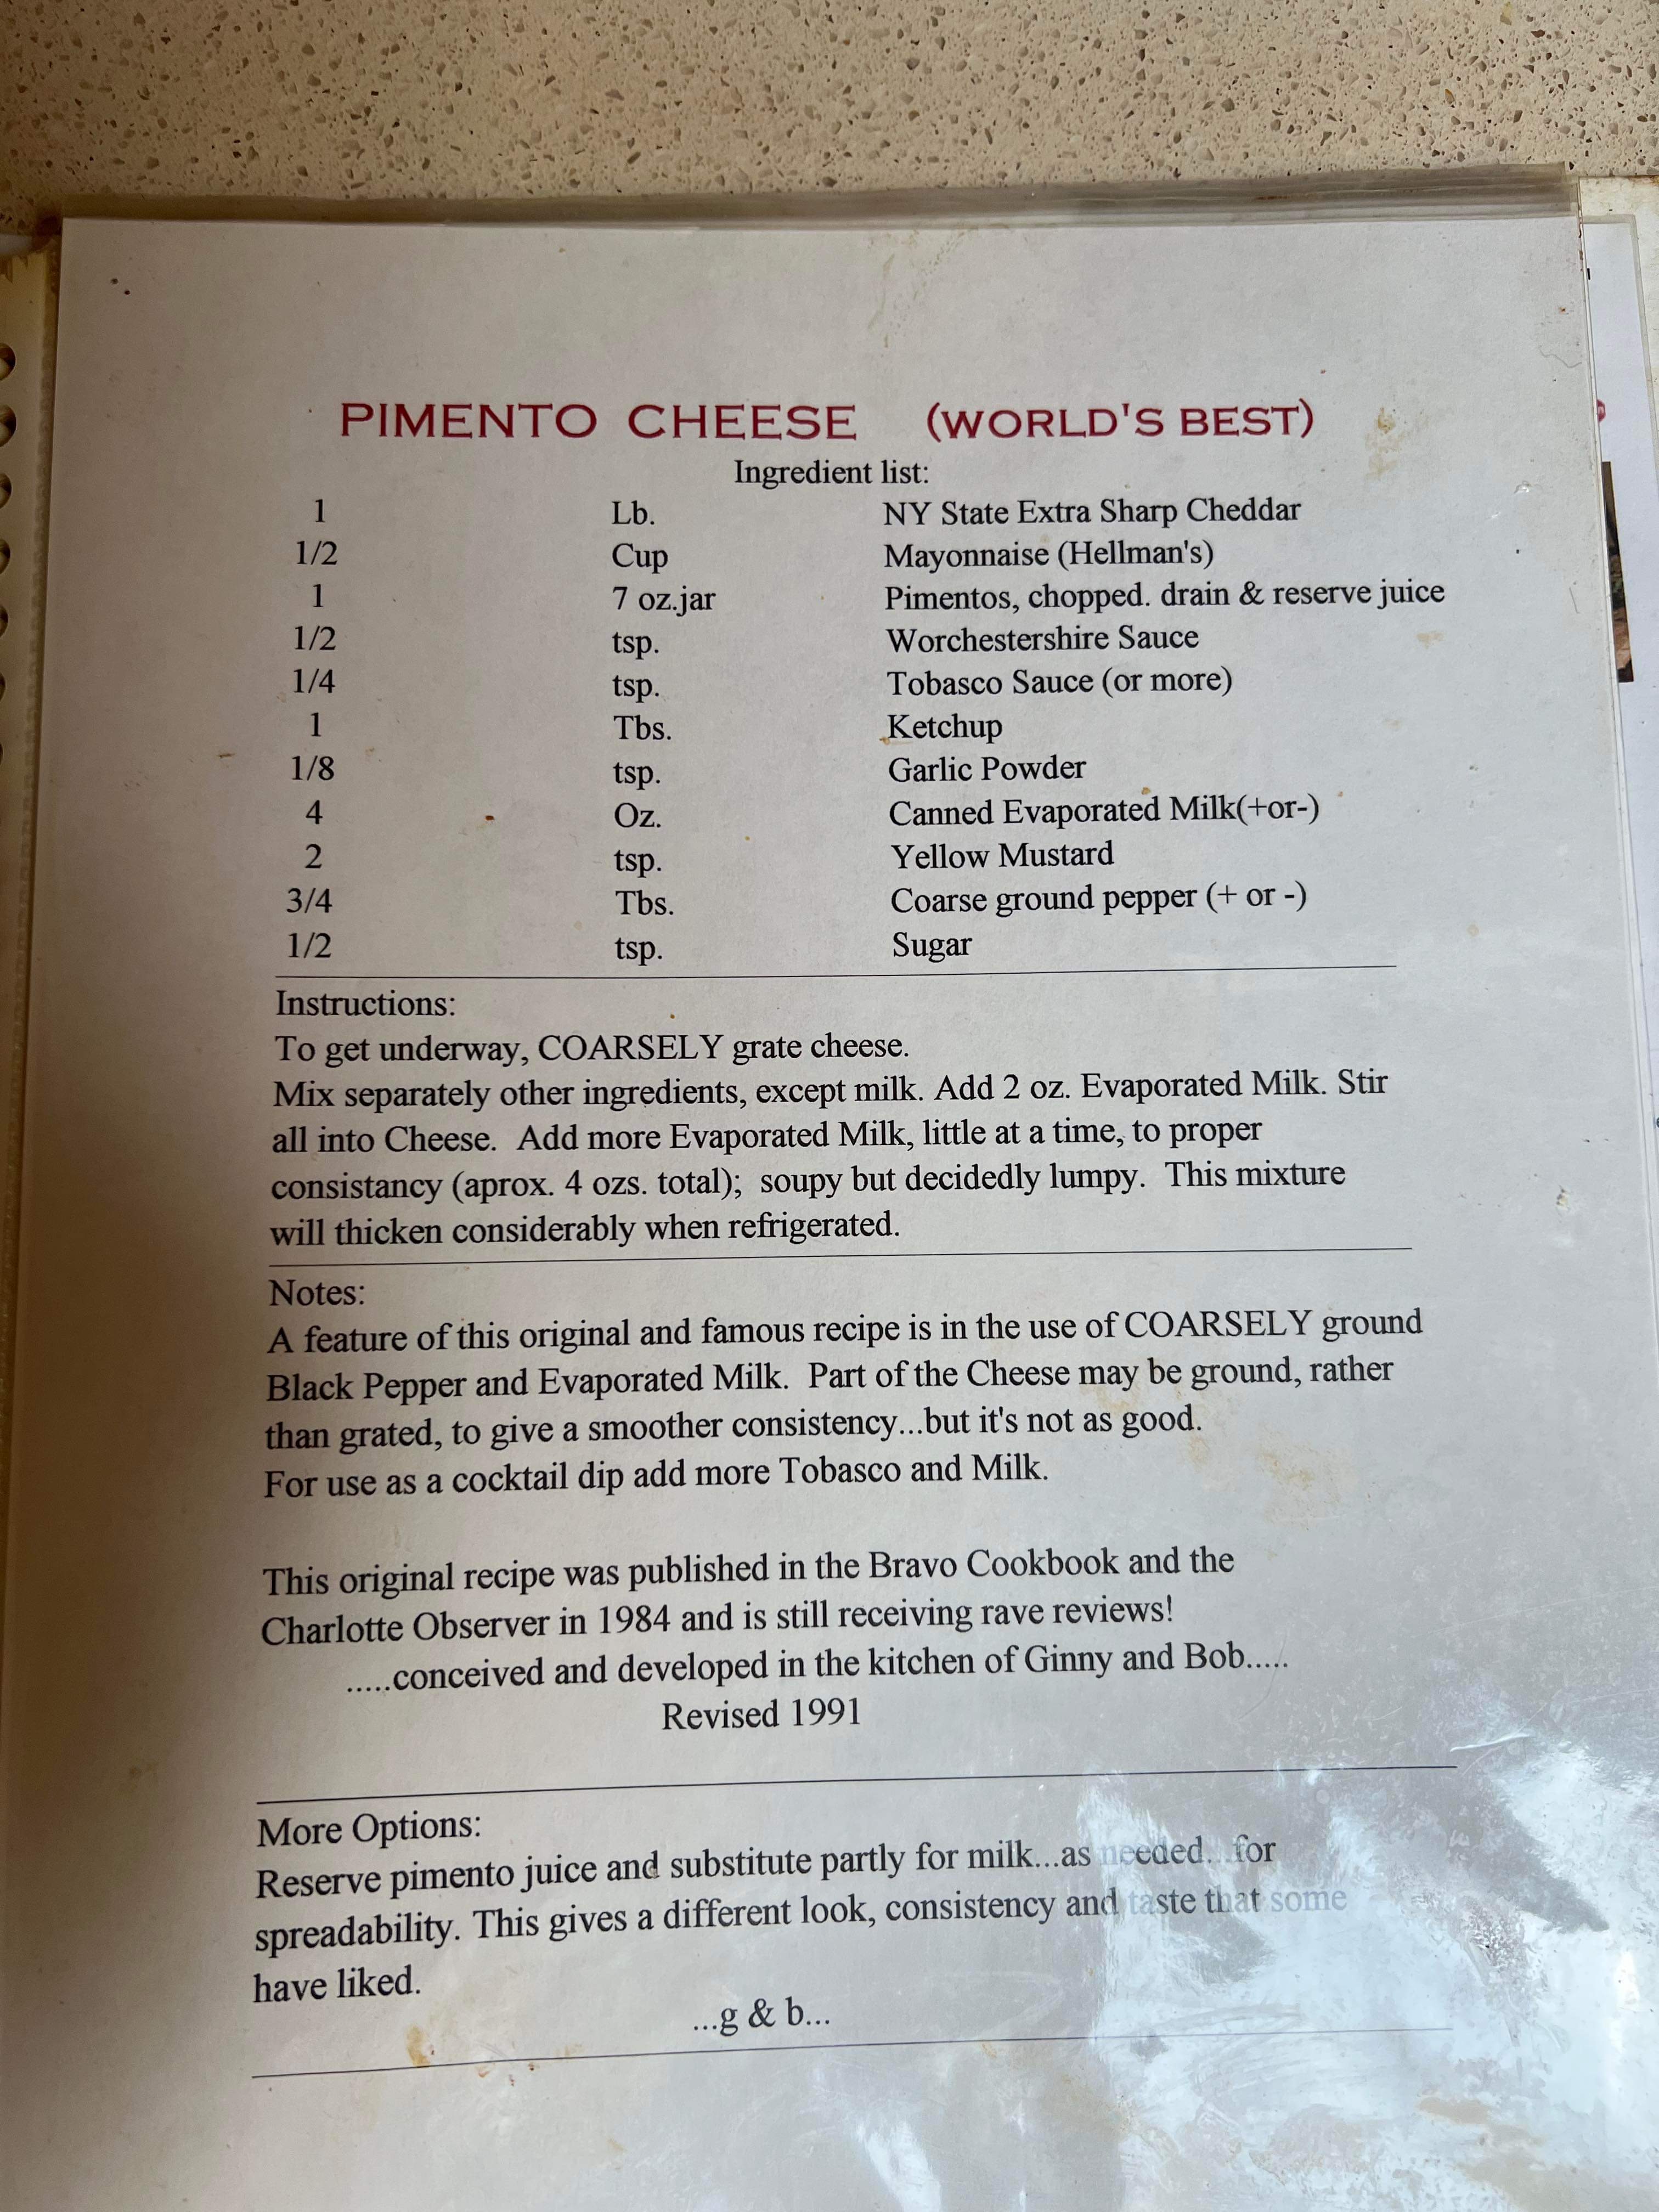 PIMENTO CHEESE (WORLD'S BEST)
Ingredient list:
1 Lb. NY State Extra Sharp Cheddar
1/2 Cup Mayonnaise (Hellman's)
1 7 oz.jar Pimentos, chopped. drain & reserve juice
1/2 tsp. Worchestershire Sauce
1/4 tsp. Tobasco Sauce (or more)
1 Tbs. Ketchup
1/8 tsp. Garlic Powder
4 Oz. Canned Evaporated Milk(+or-)
2 tsp. Yellow Mustard
3/4 Tbs. Coarse ground pepper (+ or -)
1/2 tsp. Sugar
Instructions:
To get underway, COARSELY grate cheese.
Mix separately other ingredients, except milk. Add 2 oz. Evaporated Milk. Stir
all into Cheese. Add more Evaporated Milk, little at a time, to proper
consistancy (aprox. 4 ozs. total); soupy but decidedly lumpy. This mixture
will thicken considerably when refrigerated.
Notes:
A feature of this original and famous recipe is in the use of COARSELY ground
Black Pepper and Evaporated Milk. Part of the Cheese may be ground, rather
than grated, to give a smoother consistency...but it's not as good.
For use as a cocktail dip add more Tobasco and Milk.
This original recipe was published in the Bravo Cookbook and the
Charlotte Observer in 1984 and is still receiving rave reviews!
.....conceived and developed in the kitchen of Ginny and Bob.....
Revised 1991
More Options:
Reserve pimento juice and substitute partly for milk...as needed...for
spreadability. This gives a different look, consistency and taste that some
have liked.
...g & b...